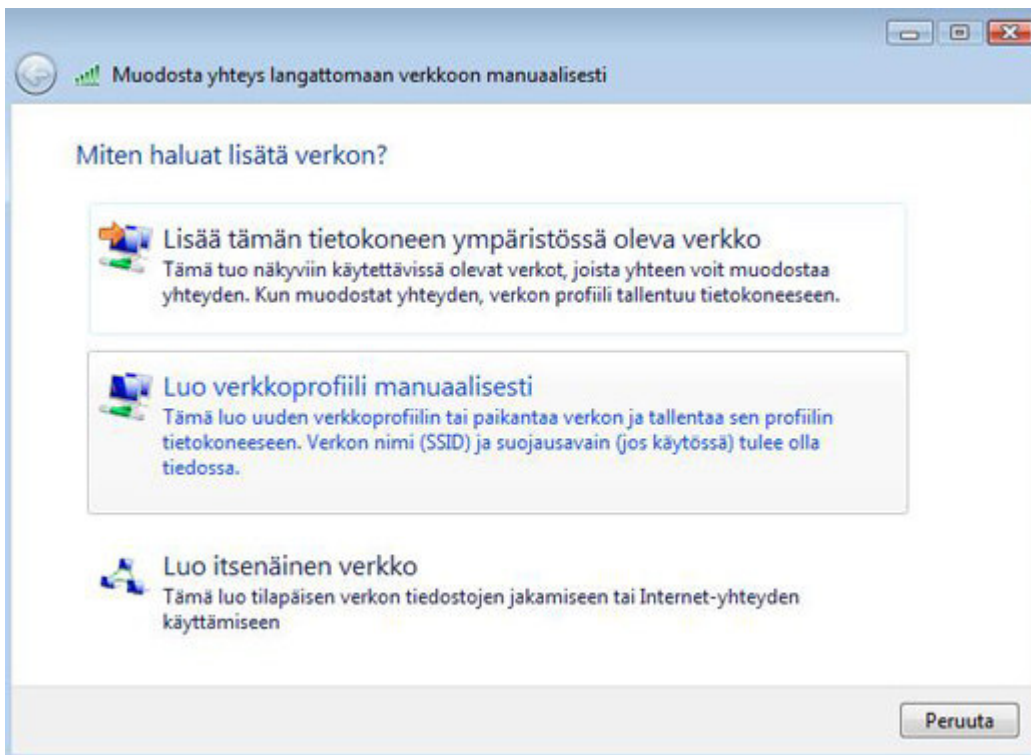 Muodosta yhteys langattomaan verkkoon manuaalisesti
Miten haluat lisätä verkon?
Lisää tämän tietokoneen ympäristössä oleva verkko
Tämä tuo näkyviin käytettävissä olevat verkot, joista yhteen voit muodostaa
yhteyden. Kun muodostat yhteyden, verkon profiili tallentuu tietokoneeseen.
Luo verkkoprofiili manuaalisesti
Tämä luo uuden verkkoprofiilin tai paikantaa verkon ja tallentaa sen profiilin
tietokoneeseen. Verkon nimi (SSID) ja suojausavain (jos käytössä) tulee olla
tiedossa.
Luo itsenäinen verkko
Tämä luo tilapäisen verkon tiedostojen jakamiseen tai Internet-yhteyden
käyttämiseen
Peruuta